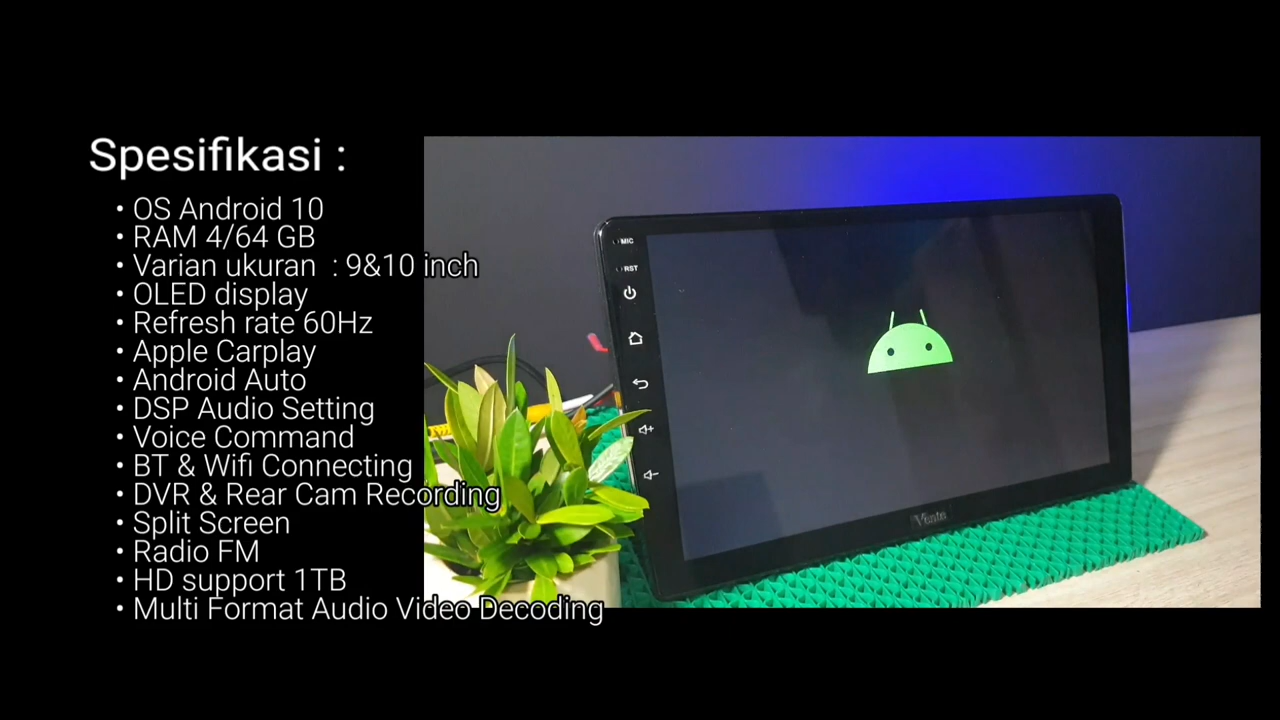 Spesifikasi :
• OS Android 10
• RAM 4/64 GB
• Varian ukuran : 9&10 inch
• OLED display
• Refresh rate 60Hz
• Apple Carplay
• Android Auto
• DSP Audio Setting
• Voice Command
• BT & Wifi Connecting
• DVR & Rear Cam Recording
• Split Screen
• Radio FM
• HD support 1TB
• Multi Format Audio Video Decoding
MIC
RST
Vente